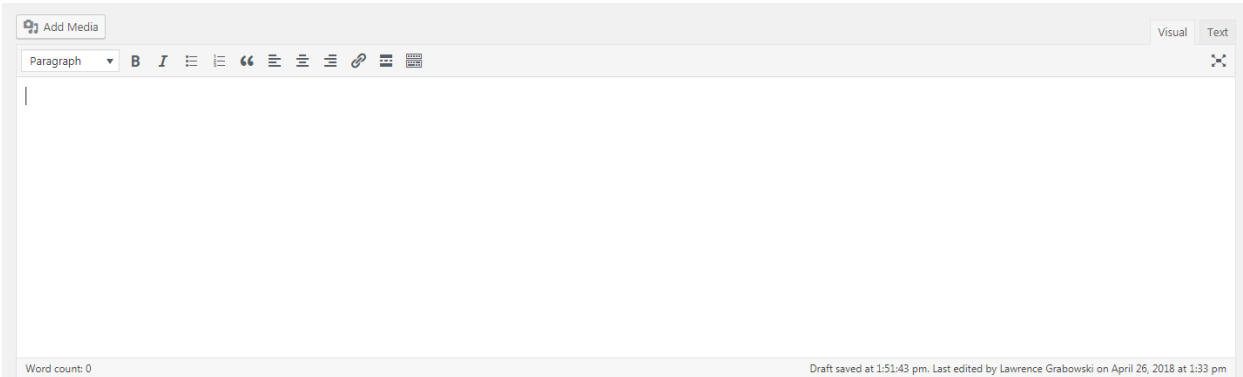 Add Media
Visual Text
Paragraph B I
Word count: 0 Draft saved at 1:51:43 pm. Last edited by Lawrence Grabowski on April 26, 2018 at 1:33 pm